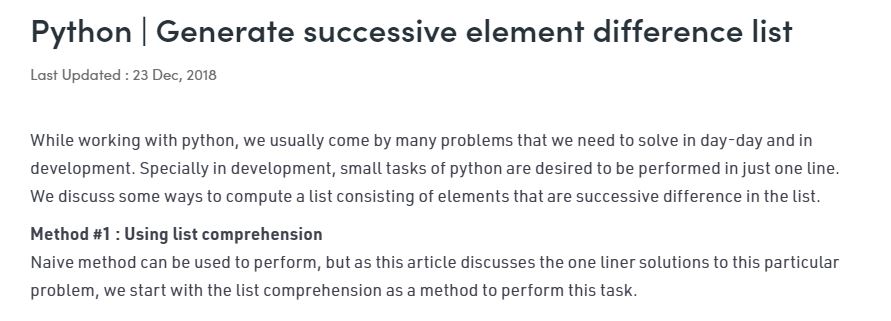 Python | Generate successive element difference list
Last Updated : 23 Dec, 2018
While working with python, we usually come by many problems that we need to solve in day-day and in
development. Specially in development, small tasks of python are desired to be performed in just one line.
We discuss some ways to compute a list consisting of elements that are successive difference in the list.
Method #1 : Using list comprehension
Naive method can be used to perform, but as this article discusses the one liner solutions to this particular
problem, we start with the list comprehension as a method to perform this task.